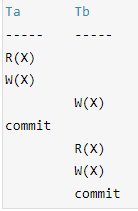 Ta Tb
----- -----
R(X)
W(X)
W(X)
commit
R(X)
W(X)
commit